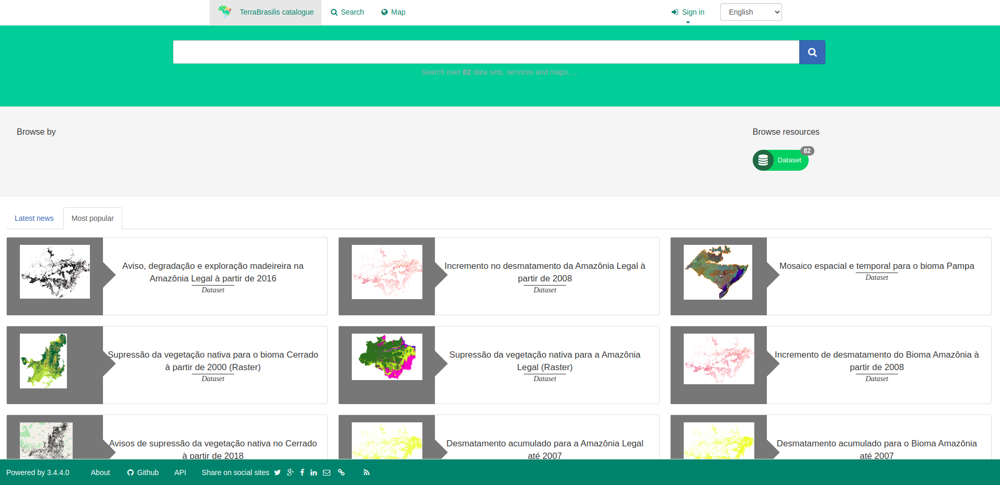 TerraBrasilis catalogue
Search
Map
Sign in
English
Search over 82 data sets, services and maps, ...
Browse by
Browse resources
82
Dataset
Latest news
Most popular
Aviso, degradação e exploração madeireira na
Amazônia Legal à partir de 2016
Dataset
Incremento no desmatamento da Amazônia Legal à
partir de 2008
Dataset
Mosaico espacial e temporal para o bioma Pampa
Dataset
Supressão da vegetação nativa para o bioma Cerrado
à partir de 2000 (Raster)
Dataset
Supressão da vegetação nativa para a Amazônia
Legal (Raster)
Dataset
Incremento de desmatamento do Bioma Amazônia à
partir de 2008
Dataset
Avisos de supressão da vegetação nativa no Cerrado
à partir de 2018
Desmatamento acumulado para a Amazônia Legal
até 2007
Desmatamento acumulado para o Bioma Amazônia
até 2007
Powered by 3.4.4.0
About
Github
API
Share on social sites